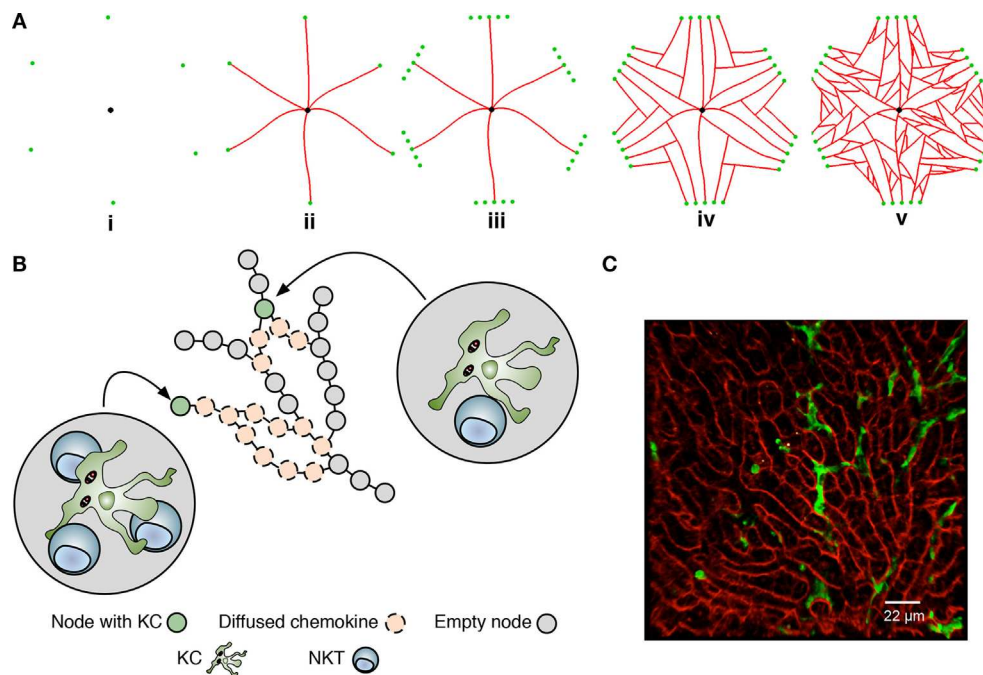 A
i
ii
iii
iv
v
B
C
22 µm
Node with KC
Diffused chemokine
Empty node
KC
NKT